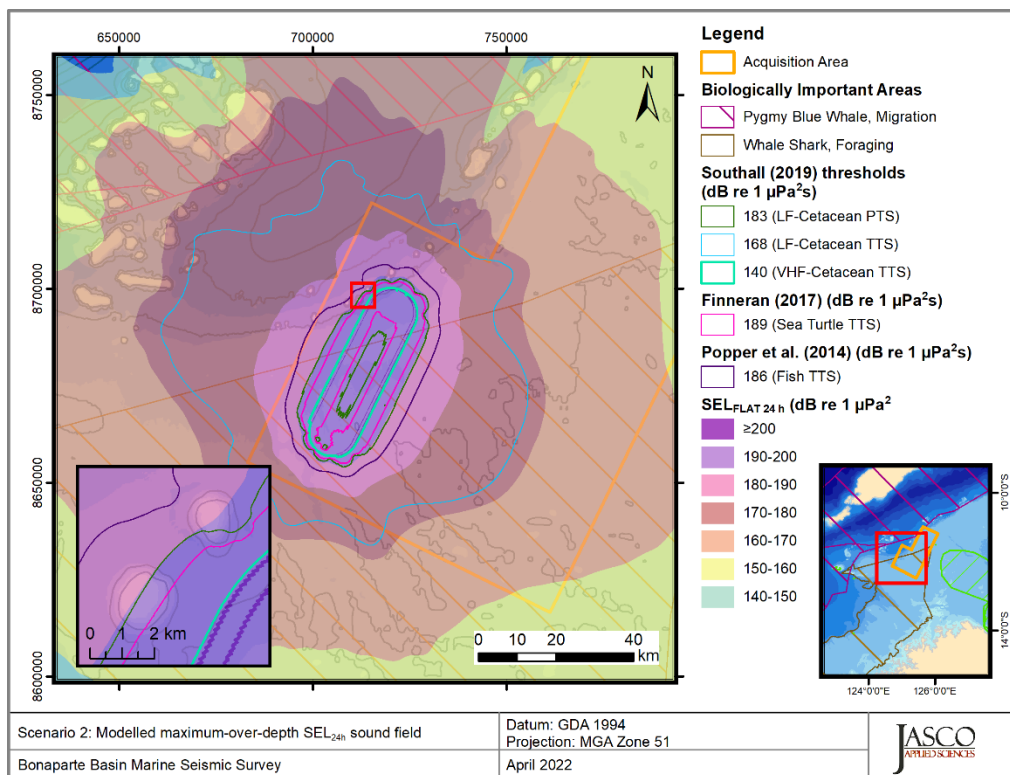 650000
700000
750000
8750000
8700000
8650000
8600000
N
0 1 2 km
0 10 20 40
km
Legend
Acquisition Area
Biologically Important Areas
Pygmy Blue Whale, Migration
Whale Shark, Foraging
Southall (2019) thresholds
(dB re 1 µPa²s)
183 (LF-Cetacean PTS)
168 (LF-Cetacean TTS)
140 (VHF-Cetacean TTS)
Finneran (2017) (dB re 1 µPa²s)
189 (Sea Turtle TTS)
Popper et al. (2014) (dB re 1 µPa²s)
186 (Fish TTS)
SELFLAT 24 h (dB re 1 µPa²
≥200
190-200
180-190
170-180
160-170
150-160
140-150
10°0'0"S
14°0'0"S
124°0'0"E 126°0'0"E
Scenario 2: Modelled maximum-over-depth SEL24h sound field
Bonaparte Basin Marine Seismic Survey
Datum: GDA 1994
Projection: MGA Zone 51
April 2022
JASCO
APPLIED SCIENCES